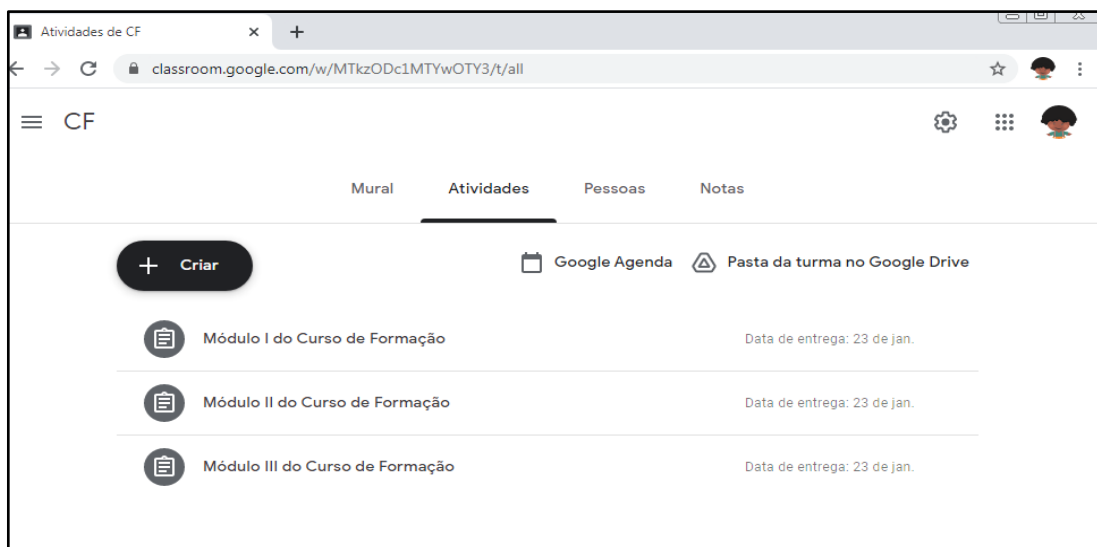 Atividades de CF
classroom.google.com/w/MTkzODc1MTYwOTY3/t/all
CF
Mural Atividades Pessoas Notas
+ Criar Google Agenda Pasta da turma no Google Drive
Módulo I do Curso de Formação Data de entrega: 23 de jan.
Módulo II do Curso de Formação Data de entrega: 23 de jan.
Módulo III do Curso de Formação Data de entrega: 23 de jan.